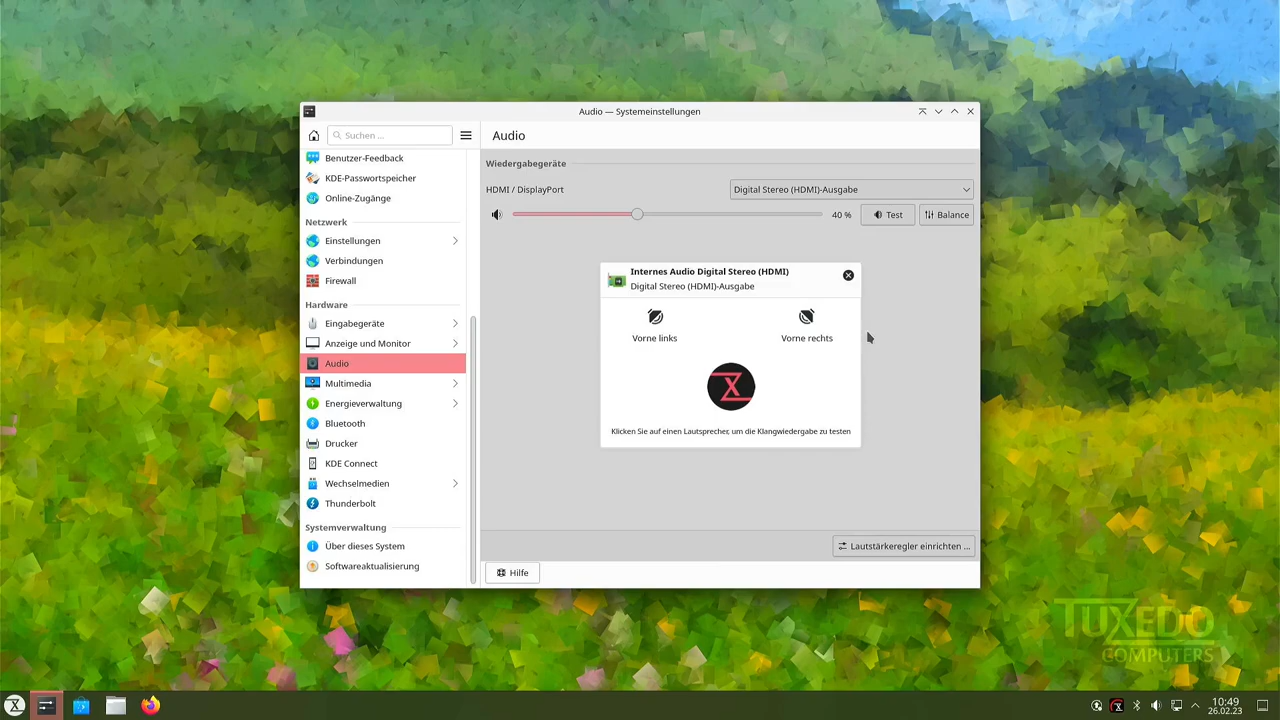 Audio — Systemeinstellungen
Suchen ...
Audio
Benutzer-Feedback
KDE-Passwortspeicher
Online-Zugänge
Netzwerk
Einstellungen
Verbindungen
Firewall
Hardware
Eingabegeräte
Anzeige und Monitor
Audio
Multimedia
Energieverwaltung
Bluetooth
Drucker
KDE Connect
Wechselmedien
Thunderbolt
Systemverwaltung
Über dieses System
Softwareaktualisierung
Wiedergabegeräte
HDMI / DisplayPort
Digital Stereo (HDMI)-Ausgabe
40 %
Test
Balance
Internes Audio Digital Stereo (HDMI)
Digital Stereo (HDMI)-Ausgabe
Vorne links
Vorne rechts
Klicken Sie auf einen Lautsprecher, um die Klangwiedergabe zu testen
Lautstärkeregler einrichten ...
Hilfe
TUXEDO
COMPUTERS
10:49
26.02.23